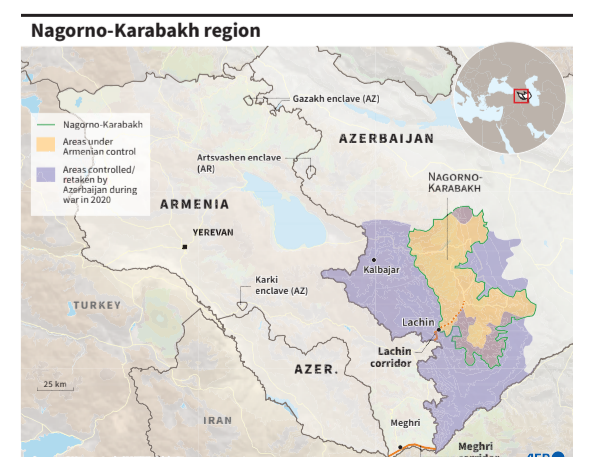 Nagorno-Karabakh region
Gazakh enclave (AZ)
Nagorno-Karabakh
Areas under
Armenian control
Areas controlled/
retaken by
Azerbaijan during
war in 2020
AZERBAIJAN
Artsvashen enclave
(AR)
NAGORNO-
KARABAKH
ARMENIA
YEREVAN
Kalbajar
Karki
enclave (AZ)
TURKEY
Lachin
Lachin
corridor
AZER.
25 km
IRAN
Meghri
Meghri
corridor
AFP